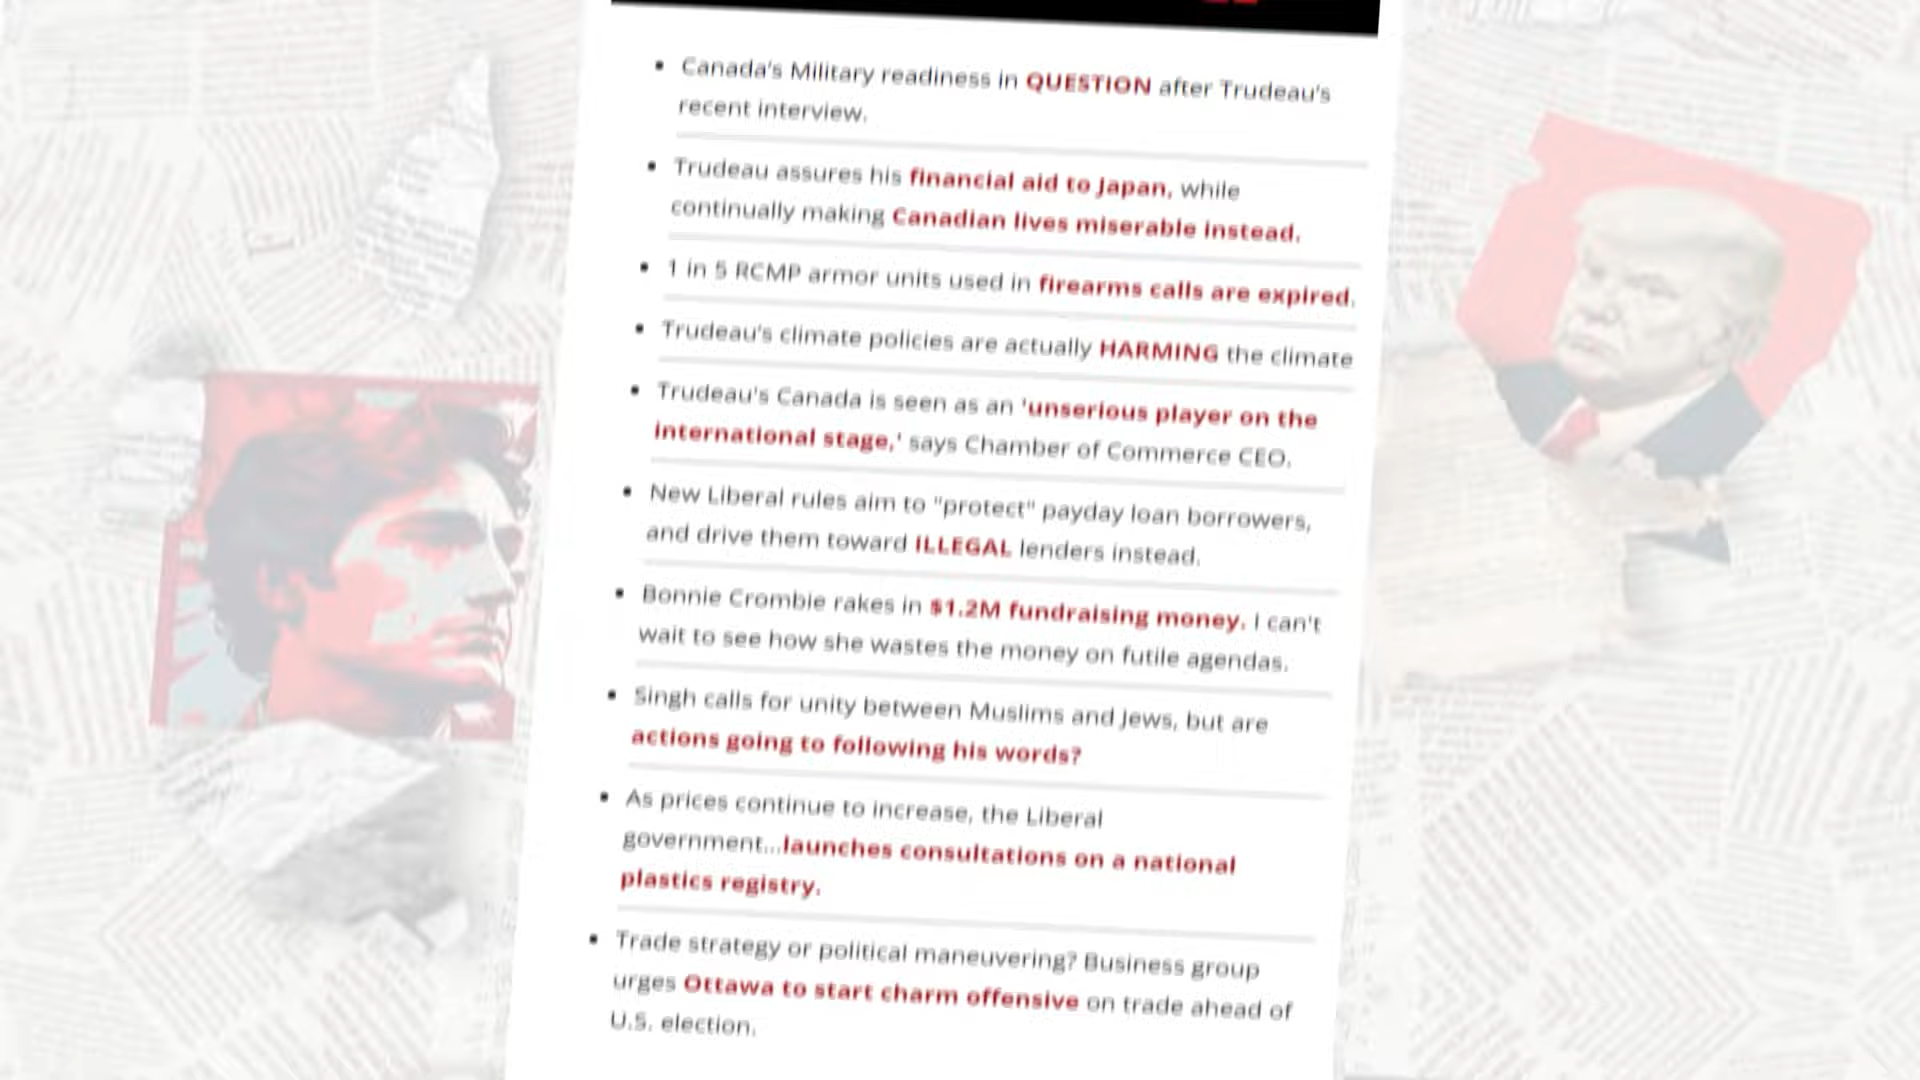 Canada's Military readiness in QUESTION after Trudeau's
recent interview.
Trudeau assures his financial aid to Japan, while
continually making Canadian lives miserable instead.
1 in 5 RCMP armor units used in firearms calls are expired.
Trudeau's climate policies are actually HARMING the climate
Trudeau's Canada is seen as an 'unserious player on the
international stage,' says Chamber of Commerce CEO.
New Liberal rules aim to "protect" payday loan borrowers,
and drive them toward ILLEGAL lenders instead.
Bonnie Crombie rakes in $1.2M fundraising money. I can't
wait to see how she wastes the money on futile agendas.
Singh calls for unity between Muslims and Jews, but are
actions going to following his words?
As prices continue to increase, the Liberal
government...launches consultations on a national
plastics registry.
Trade strategy or political maneuvering? Business group
urges Ottawa to start charm offensive on trade ahead of
U.S. election.